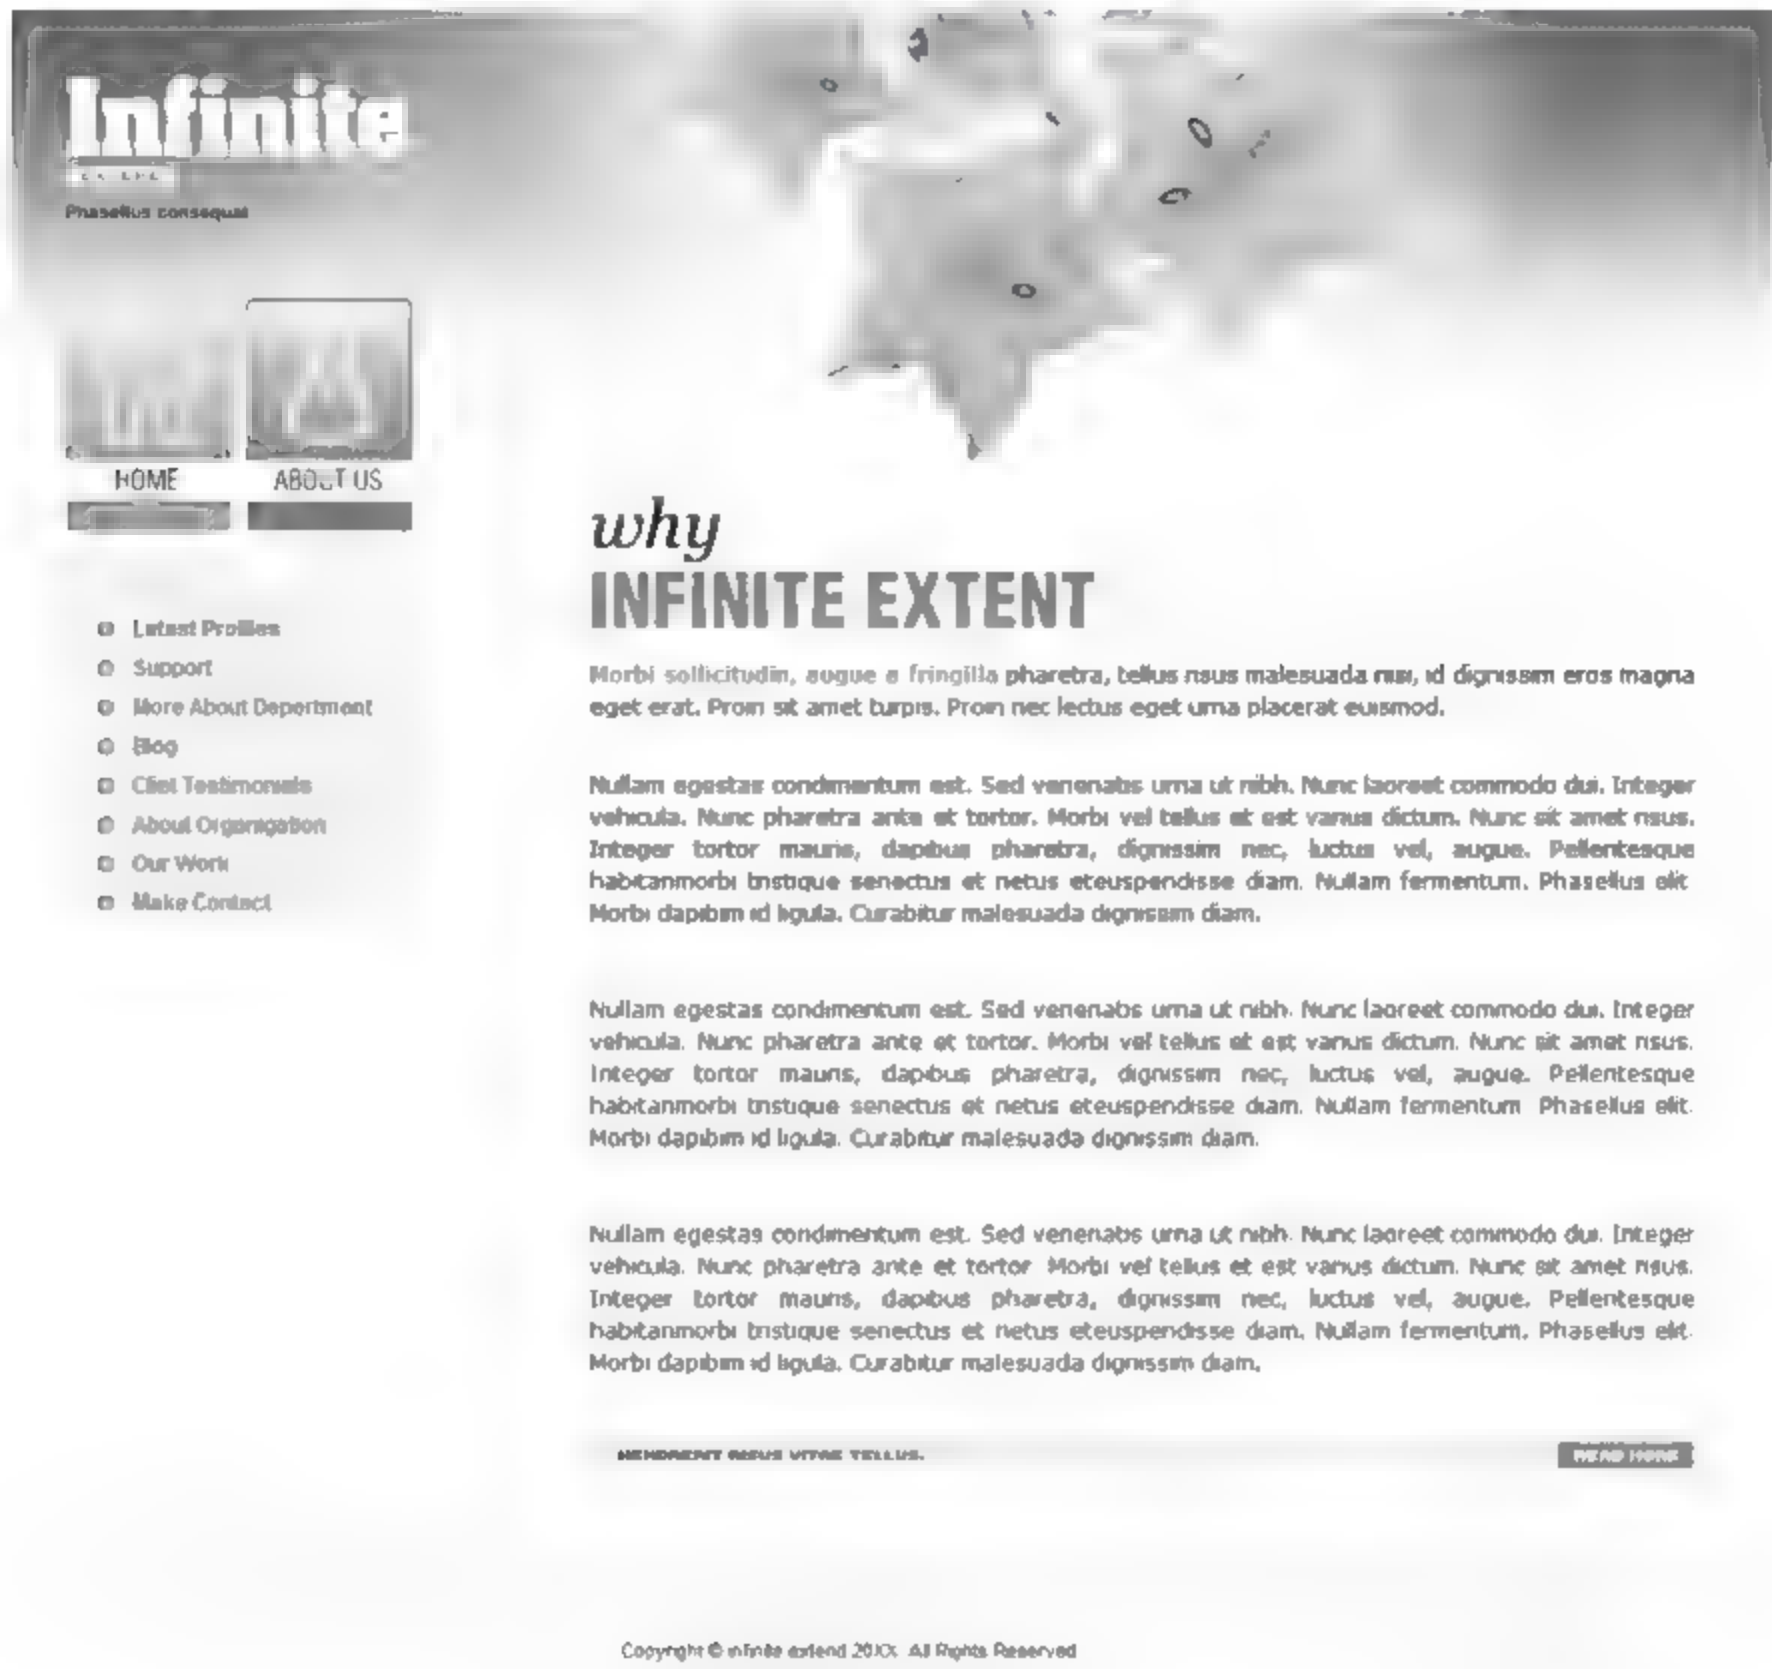 Infinite
Phasellus consequat
HOME
ABOUT US
Latest Profiles
Support
More About Department
Blog
Cliet Testimonials
About Organigation
Our Work
Make Contact
why
INFINITE EXTENT
Morbi sollicitudin, augue a fringilla pharetra, tellus risus malesuada nisi, id dignissim eros magna
eget erat. Proin sit amet turpis. Proin nec lectus eget urna placerat euismod.
Nullam egestas condimentum est. Sed venenatis urna ut nibh. Nunc laoreet commodo dui. Integer
vehicula. Nunc pharetra ante et tortor. Morbi vel tellus et est varius dictum. Nunc sit amet risus.
Integer tortor mauris, dapibus pharetra, dignissim nec, luctus vel, augue. Pellentesque
habitanmorbi tristique senectus et netus eteuspendisse diam. Nullam fermentum. Phasellus elit.
Morbi dapibim id ligula. Curabitur malesuada dignissim diam.
Nullam egestas condimentum est. Sed venenatis urna ut nibh. Nunc laoreet commodo dui. Integer
vehicula. Nunc pharetra ante et tortor. Morbi vel tellus et est varius dictum. Nunc sit amet risus.
Integer tortor mauris, dapibus pharetra, dignissim nec, luctus vel, augue. Pellentesque
habitanmorbi tristique senectus et netus eteuspendisse diam. Nullam fermentum. Phasellus elit.
Morbi dapibim id ligula. Curabitur malesuada dignissim diam.
Nullam egestas condimentum est. Sed venenatis urna ut nibh. Nunc laoreet commodo dui. Integer
vehicula. Nunc pharetra ante et tortor. Morbi vel tellus et est varius dictum. Nunc sit amet risus.
Integer tortor mauris, dapibus pharetra, dignissim nec, luctus vel, augue. Pellentesque
habitanmorbi tristique senectus et netus eteuspendisse diam. Nullam fermentum. Phasellus elit.
Morbi dapibim id ligula. Curabitur malesuada dignissim diam.
HENDRERIT RISUS VITAE TELLUS.
READ MORE
Copyright © infinite extend 20XX. All Rights Reserved